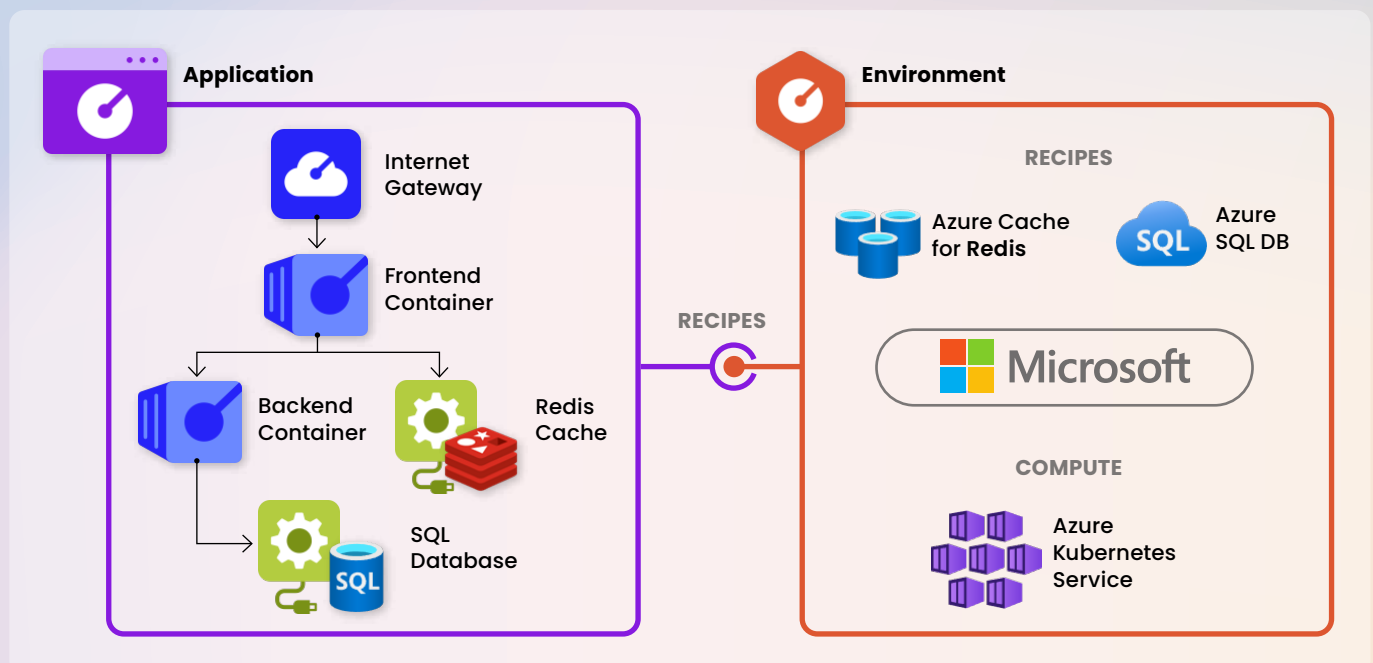 Application
Internet
Gateway
Frontend
Container
Backend
Container
Redis
Cache
SQL
Database
SQL
RECIPES
Environment
RECIPES
Azure Cache
for Redis
SQL
Azure
SQL DB
Microsoft
COMPUTE
Azure
Kubernetes
Service